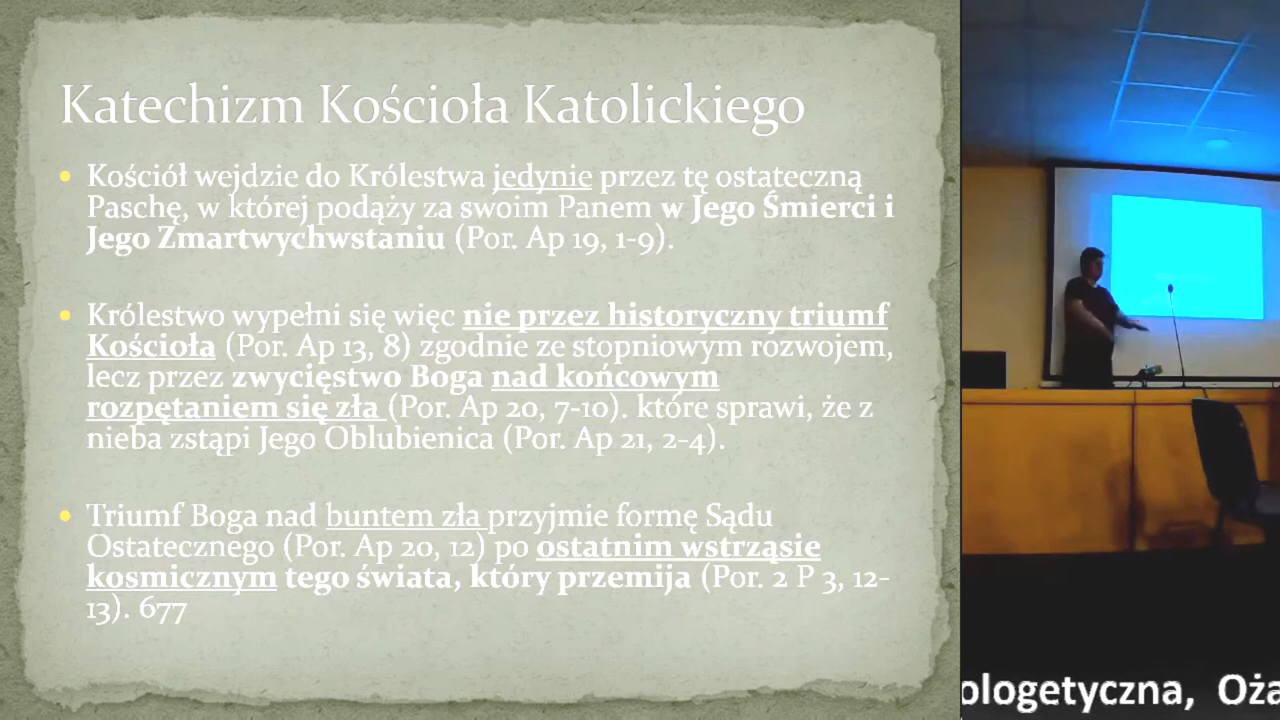 Katechizm Kościoła Katolickiego
• Kościół wejdzie do Królestwa jedynie przez tę ostateczną
Paschę, w której podąży za swoim Panem w Jego Śmierci i
Jego Zmartwychwstaniu (Por. Ap 19, 1-9).
• Królestwo wypełni się więc nie przez historyczny triumf
Kościoła (Por. Ap 13, 8) zgodnie ze stopniowym rozwojem,
lecz przez zwycięstwo Boga nad końcowym
rozpętaniem się zła (Por. Ap 20, 7-10). które sprawi, że z
nieba zstąpi Jego Oblubienica (Por. Ap 21, 2-4).
• Triumf Boga nad buntem zła przyjmie formę Sądu
Ostatecznego (Por. Ap 20, 12) po ostatnim wstrząsie
kosmicznym tego świata, który przemija (Por. 2 P 3, 12-
13). 677
ologetyczna, Oża